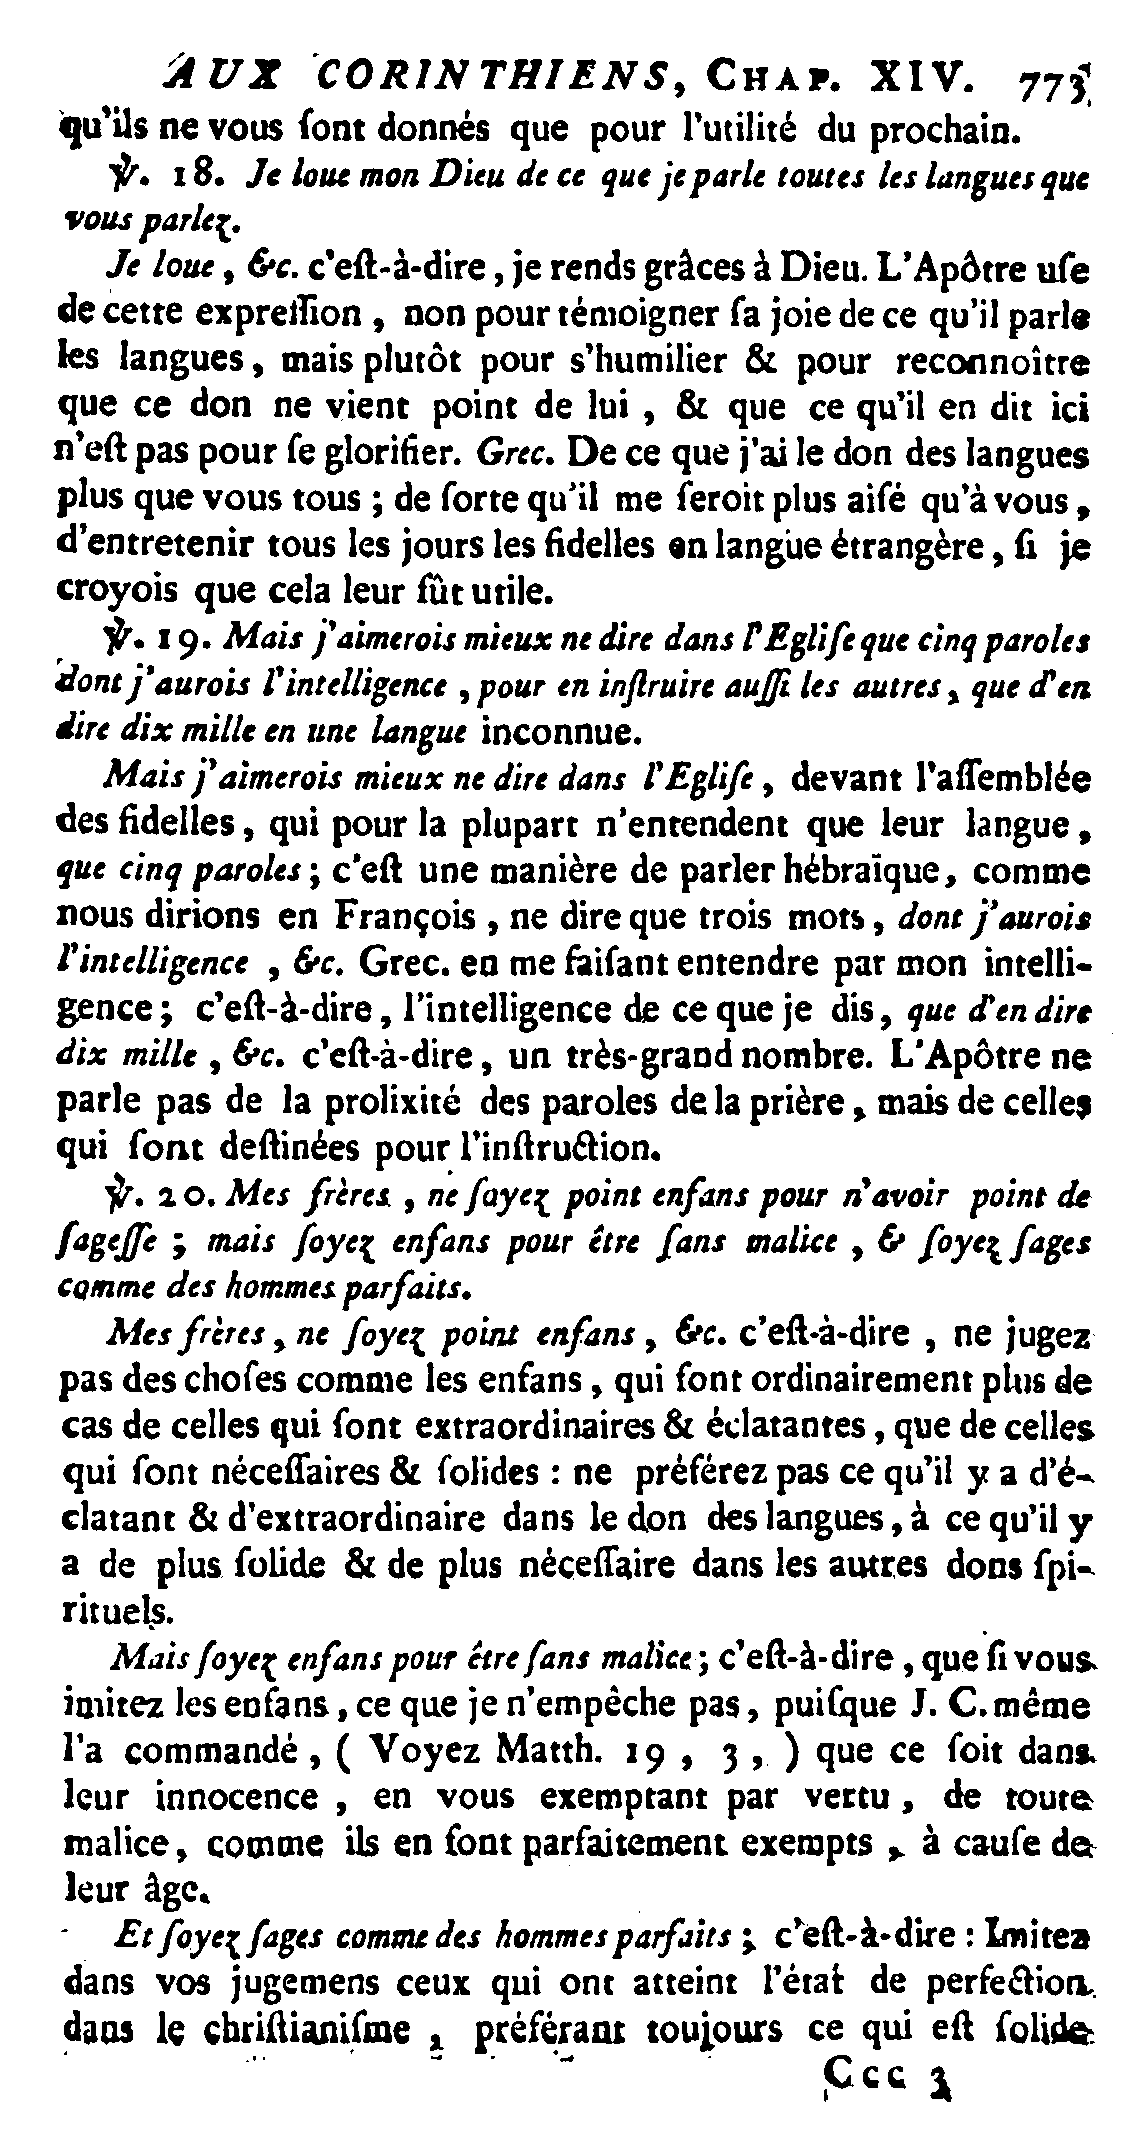 AUX CORINTHIENS, CHAP. XIV. 773
qu'ils ne vous ſont donnés que pour l'utilité du prochain.
℣. 18. Je loue mon Dieu de ce que je parle toutes les langues que
vous parlez.
Je loue, &c. c'eſt-à-dire, je rends grâces à Dieu. L'Apôtre uſe
de cette expreſſion, non pour témoigner ſa joie de ce qu'il parle
les langues, mais plutôt pour s'humilier & pour reconnoître
que ce don ne vient point de lui, & que ce qu'il en dit ici
n'eſt pas pour ſe glorifier. Grec. De ce que j'ai le don des langues
plus que vous tous; de ſorte qu'il me ſeroit plus aiſé qu'à vous,
d'entretenir tous les jours les fidelles en langue étrangère, ſi je
croyois que cela leur fût utile.
℣. 19. Mais j'aimerois mieux ne dire dans l'Egliſe que cinq paroles
dont j'aurois l'intelligence, pour en inſtruire auſſi les autres, que d'en
dire dix mille en une langue inconnue.
Mais j'aimerois mieux ne dire dans l'Egliſe, devant l'aſſemblée
des fidelles, qui pour la plupart n'entendent que leur langue,
que cinq paroles; c'eſt une manière de parler hébraïque, comme
nous dirions en François, ne dire que trois mots, dont j'aurois
l'intelligence, &c. Grec. en me faiſant entendre par mon intelli-
gence; c'eſt-à-dire, l'intelligence de ce que je dis, que d'en dire
dix mille, &c. c'eſt-à-dire, un très-grand nombre. L'Apôtre ne
parle pas de la prolixité des paroles de la prière, mais de celles
qui ſont deſtinées pour l'inſtruction.
℣. 20. Mes frères, ne ſoyez point enfans pour n'avoir point de
ſageſſe; mais ſoyez enfans pour être ſans malice, & ſoyez ſages
comme des hommes parfaits.
Mes frères, ne ſoyez point enfans, &c. c'eſt-à-dire, ne jugez
pas des choſes comme les enfans, qui font ordinairement plus de
cas de celles qui ſont extraordinaires & éclatantes, que de celles
qui ſont néceſſaires & ſolides : ne préférez pas ce qu'il y a d'é-
clatant & d'extraordinaire dans le don des langues, à ce qu'il y
a de plus ſolide & de plus néceſſaire dans les autres dons ſpi-
rituels.
Mais ſoyez enfans pour être ſans malice; c'eſt-à-dire, que ſi vous
imitez les enfans, ce que je n'empêche pas, puiſque J. C. même
l'a commandé, ( Voyez Matth. 19, 3, ) que ce ſoit dans
leur innocence, en vous exemptant par vertu, de toute
malice, comme ils en ſont parfaitement exempts, à cauſe de
leur âge.
Et ſoyez ſages comme des hommes parfaits; c'eſt-à-dire : Imitez
dans vos jugemens ceux qui ont atteint l'état de perfection
dans le chriſtianiſme, préférant toujours ce qui eſt ſolide
Ccc 3